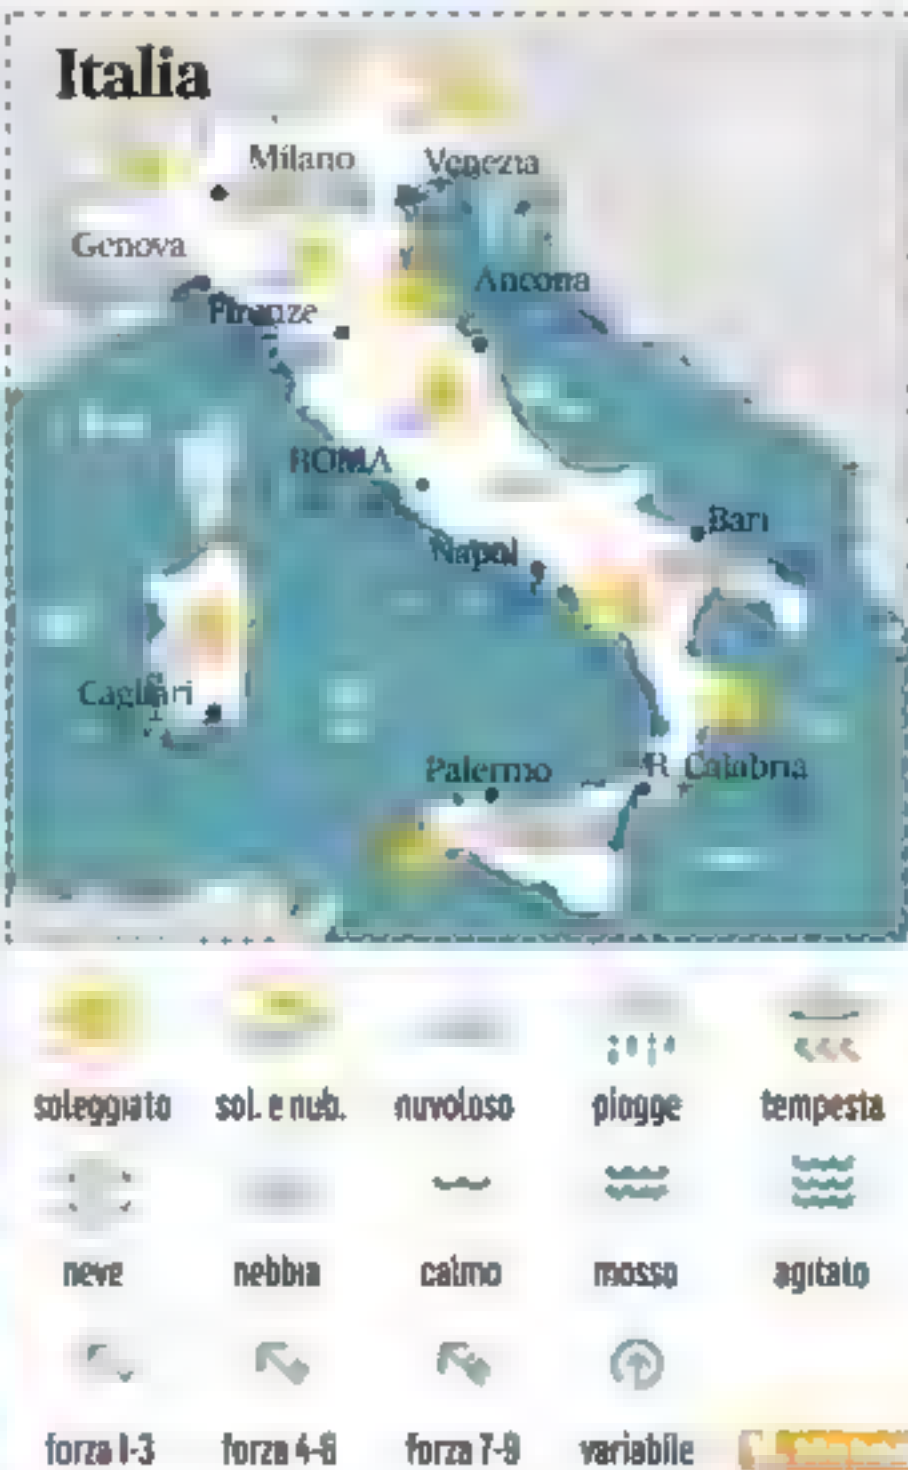 Italia
Milano
Venezia
Genova
Ancona
Firenze
ROMA
Bari
Napol
Cagliari
Palermo
R Calabria
soleggiato sol. e nub. nuvoloso piogge tempesta
neve nebbia calmo mosso agitato
forza 1-3 forza 4-6 forza 7-9 variabile